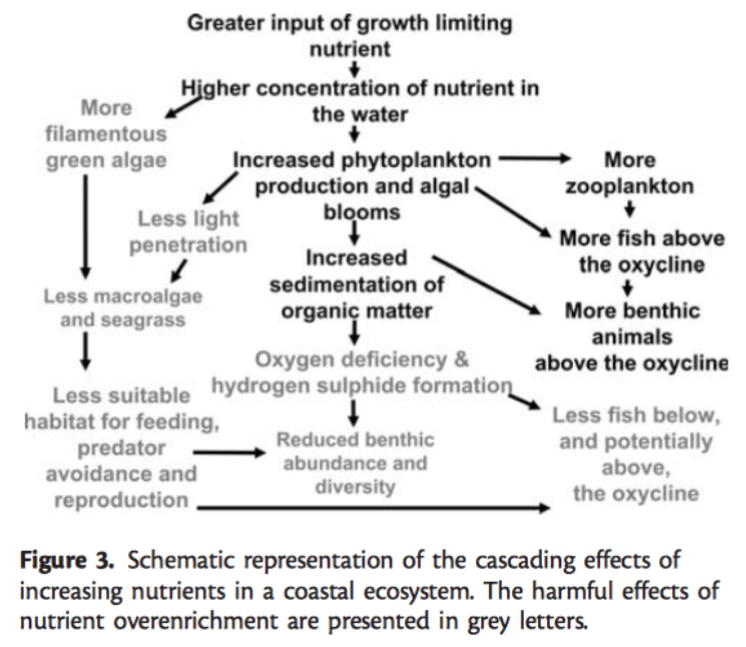 Greater input of growth limiting
nutrient
Higher concentration of nutrient in
the water
More
filamentous
green algae
Increased phytoplankton
production and algal
blooms
More
zooplankton
Less light
penetration
More fish above
the oxycline
Increased
sedimentation of
organic matter
Less macroalgae
and seagrass
More benthic
animals
above the oxycline
Oxygen deficiency &
hydrogen sulphide formation
Less suitable
habitat for feeding,
predator
avoidance and
reproduction
Reduced benthic
abundance and
diversity
Less fish below,
and potentially
above,
the oxycline
Figure 3. Schematic representation of the cascading effects of
increasing nutrients in a coastal ecosystem. The harmful effects of
nutrient overenrichment are presented in grey letters.